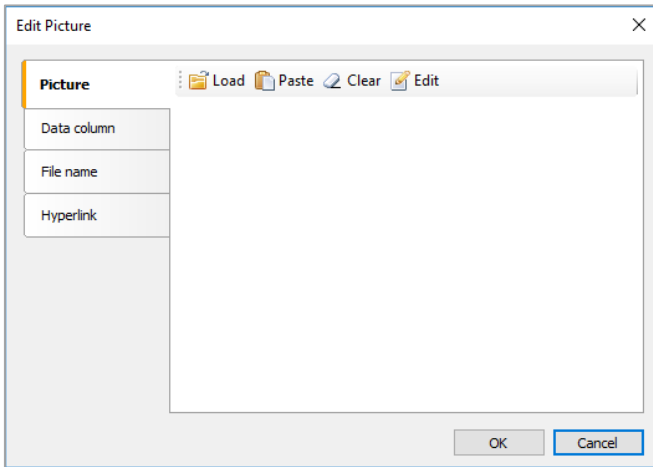 Edit Picture
Picture
Load Paste Clear Edit
Data column
File name
Hyperlink
OK Cancel